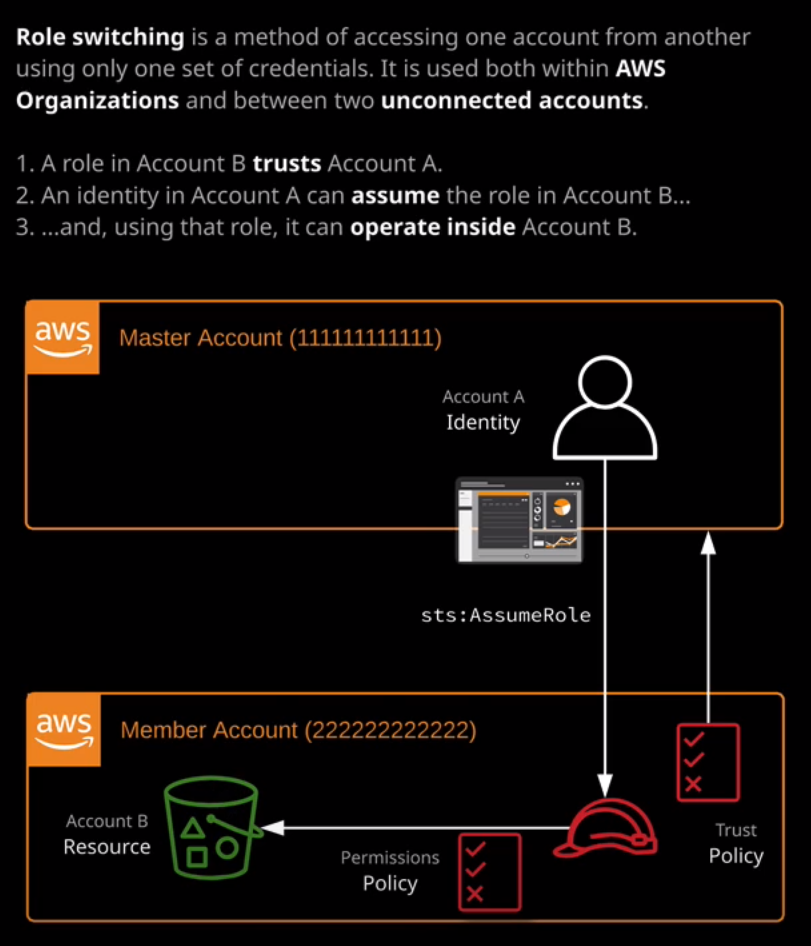 Role switching is a method of accessing one account from another
using only one set of credentials. It is used both within AWS
Organizations and between two unconnected accounts.
1. A role in Account B trusts Account A.
2. An identity in Account A can assume the role in Account B...
3. ...and, using that role, it can operate inside Account B.
aws
Master Account (111111111111)
Account A
Identity
sts:AssumeRole
aws
Member Account (222222222222)
Account B
Resource
Permissions
Policy
Trust
Policy